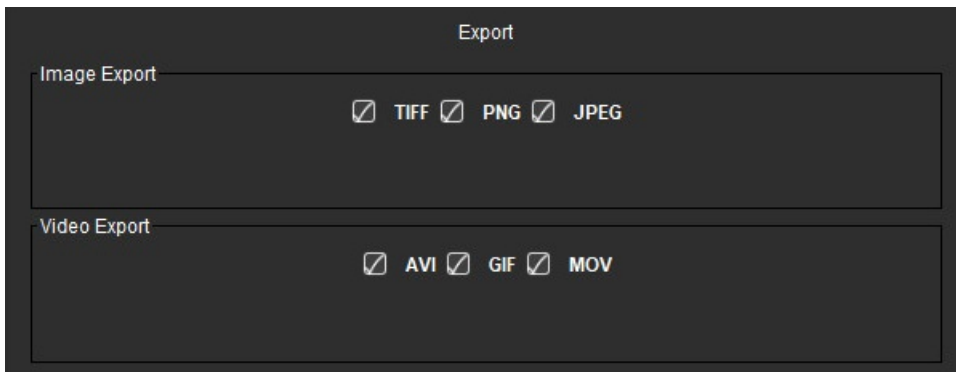 Export
Image Export
TIFF PNG JPEG
Video Export
AVI GIF MOV